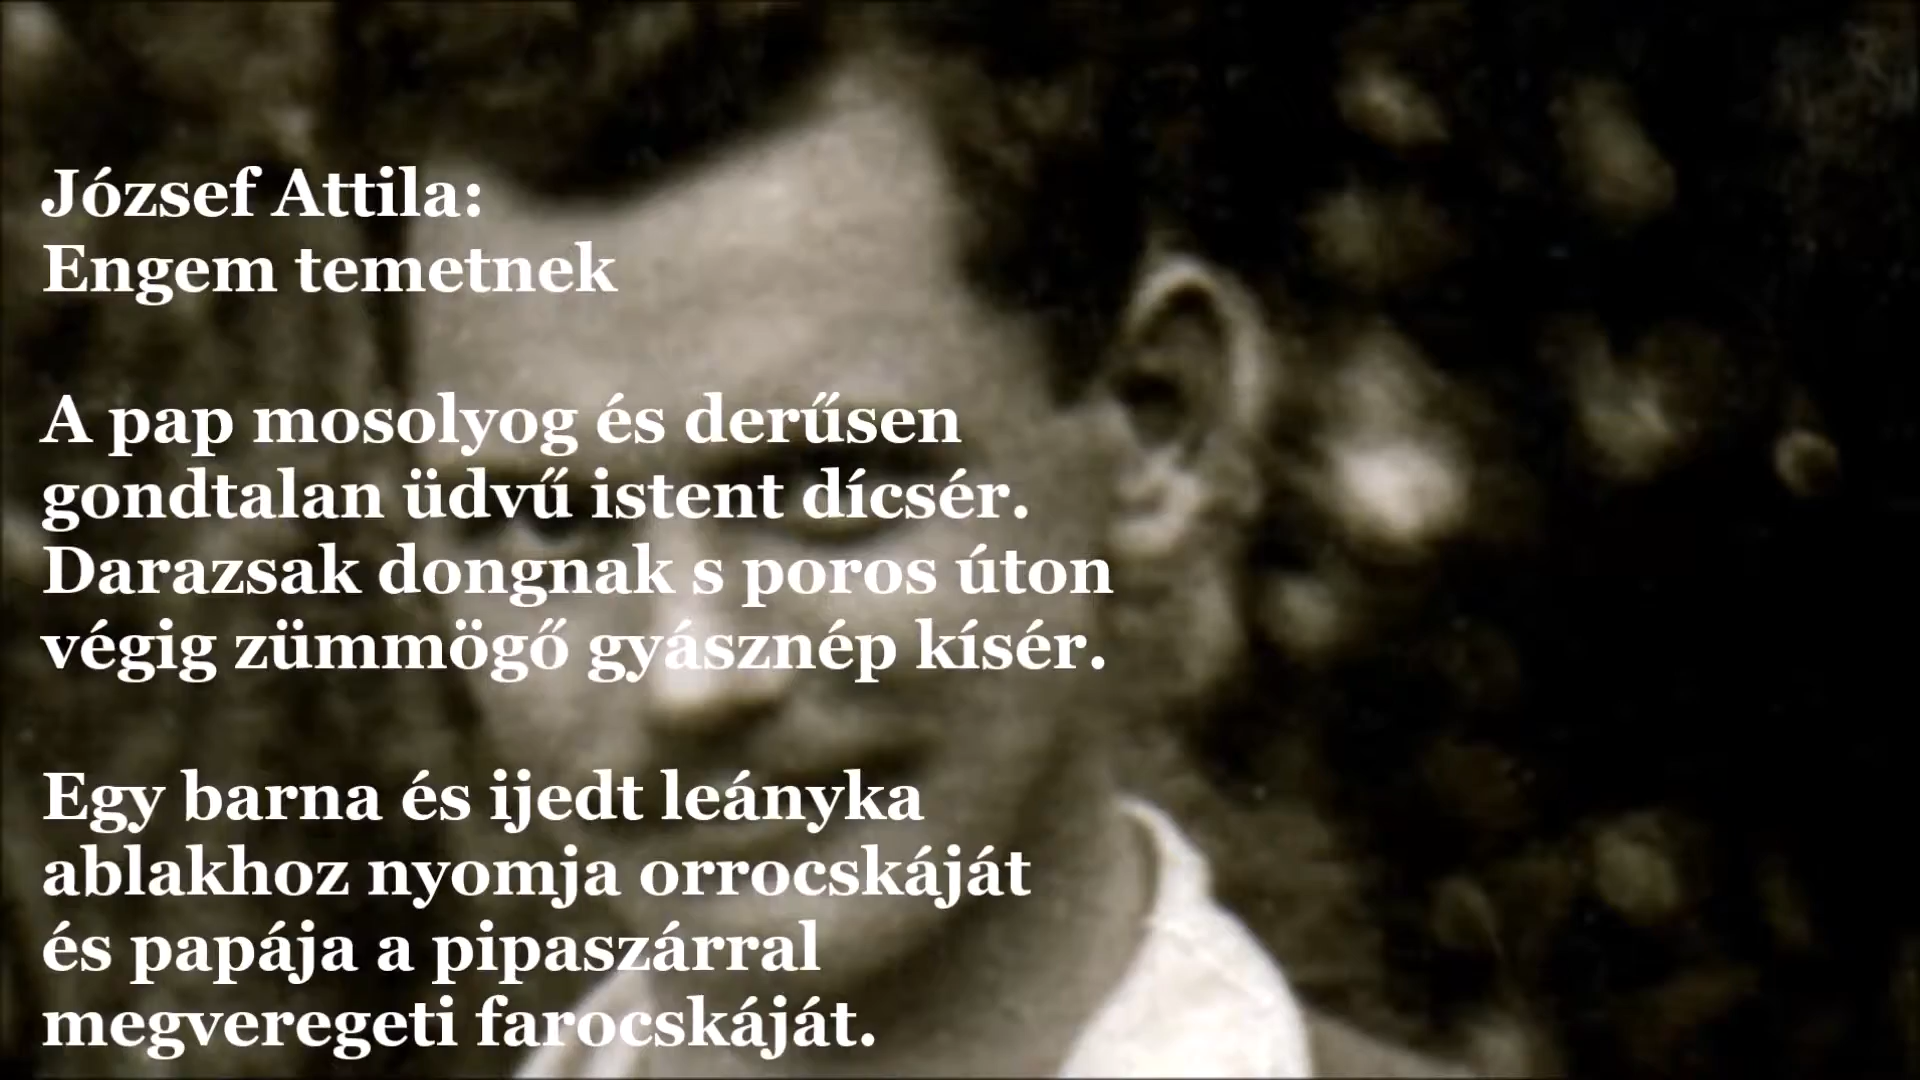 József Attila:
Engem temetnek
A pap mosolyog és derűsen
gondtalan üdvű istent dícsér.
Darazsak dongnak s poros úton
végig zümmögő gyásznép kísér.
Egy barna és ijedt leányka
ablakhoz nyomja orrocskáját
és papája a pipaszárral
megveregeti farocskáját.